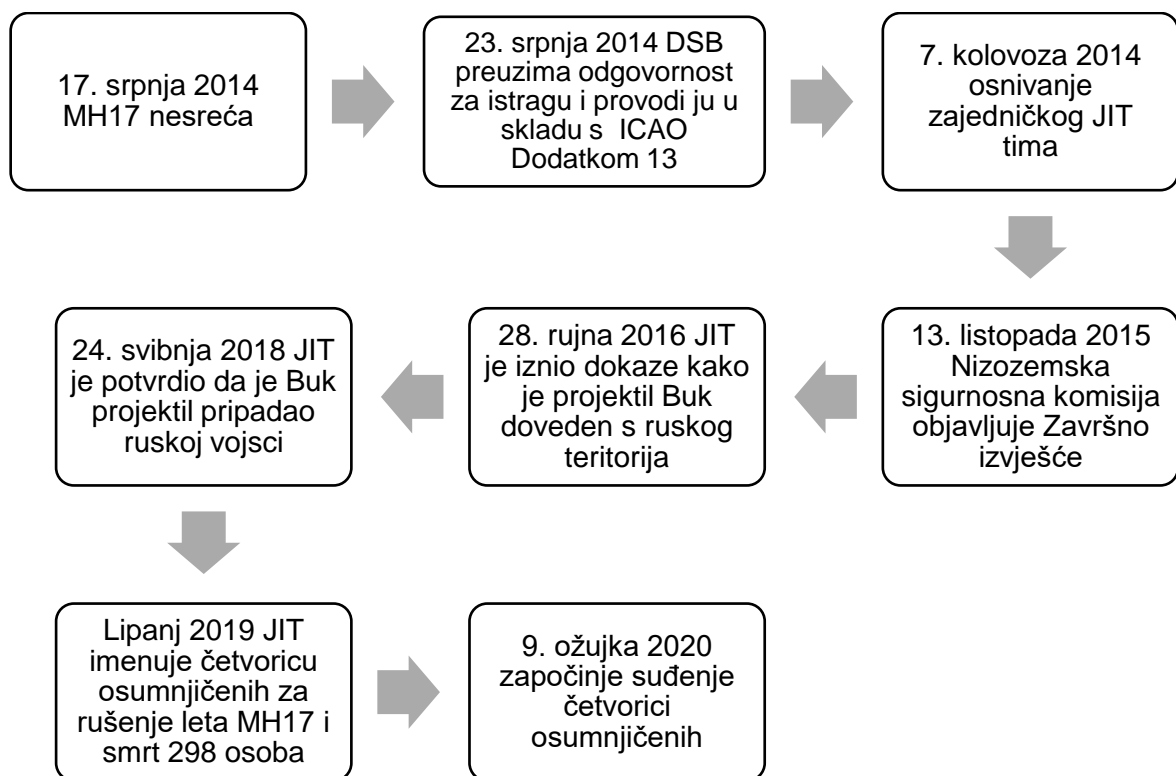 17. srpnja 2014
MH17 nesreća
23. srpnja 2014 DSB
preuzima odgovornost
za istragu i provodi ju u
skladu s ICAO
Dodatkom 13
7. kolovoza 2014
osnivanje
zajedničkog JIT
tima
13. listopada 2015
Nizozemska
sigurnosna komisija
objavljuje Završno
izvješće
28. rujna 2016 JIT
je iznio dokaze kako
je projektil Buk
doveden s ruskog
teritorija
24. svibnja 2018 JIT
je potvrdio da je Buk
projektil pripadao
ruskoj vojsci
Lipanj 2019 JIT
imenuje četvoricu
osumnjičenih za
rušenje leta MH17 i
smrt 298 osoba
9. ožujka 2020
započinje suđenje
četvorici
osumnjičenih